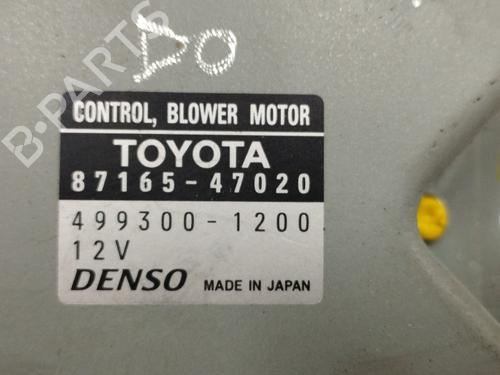 DO
B-PARTS
CONTROL, BLOWER MOTOR
TOYOTA
87165-47020
499300-1200
12V
DENSO MADE IN JAPAN